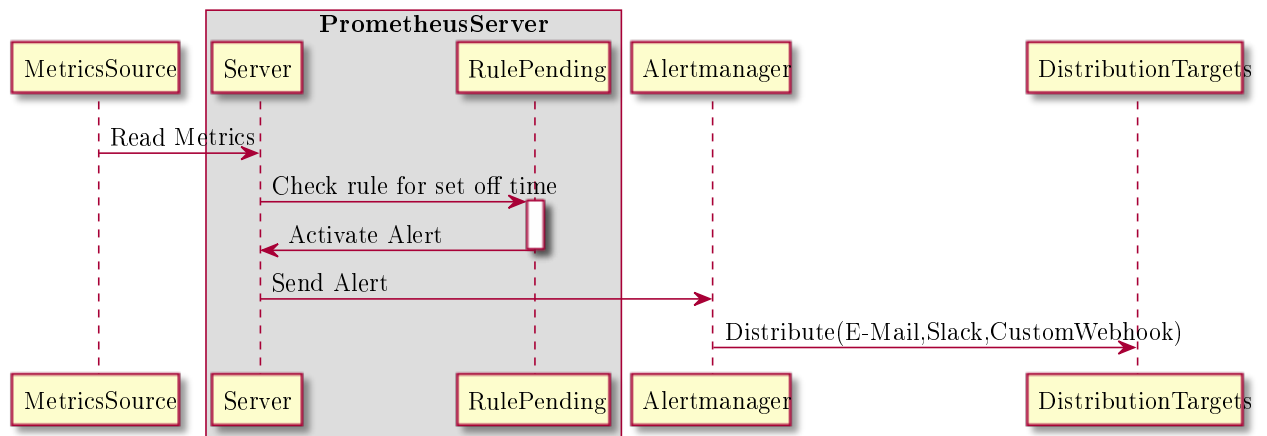 PrometheusServer
MetricsSource
Server
RulePending
Alertmanager
DistributionTargets
Read Metrics
Check rule for set off time
Activate Alert
Send Alert
Distribute(E-Mail,Slack,CustomWebhook)
MetricsSource
Server
RulePending
Alertmanager
DistributionTargets